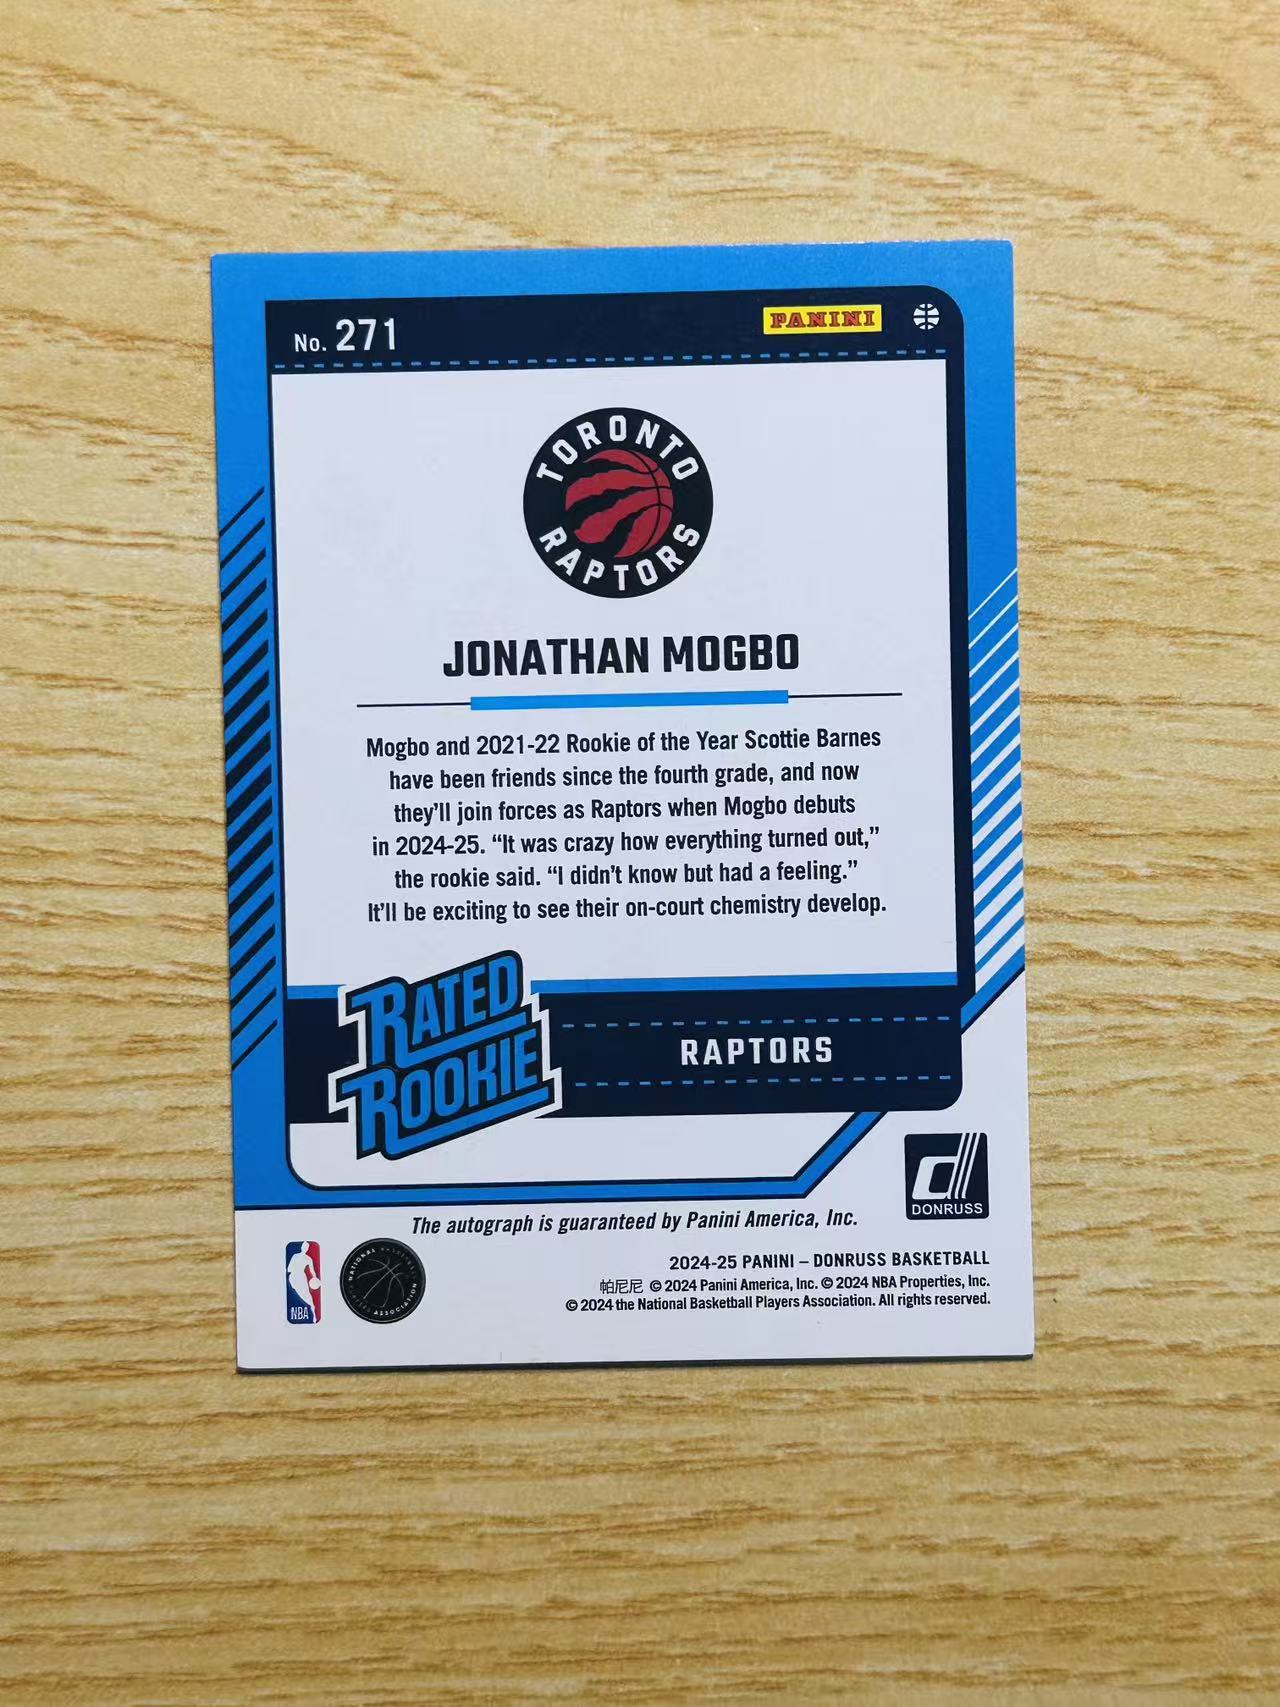 No. 271
PANINI
TORONTO
RAPTORS
JONATHAN MOGBO
Mogbo and 2021-22 Rookie of the Year Scottie Barnes
have been friends since the fourth grade, and now
they'll join forces as Raptors when Mogbo debuts
in 2024-25. “It was crazy how everything turned out,”
the rookie said. “I didn't know but had a feeling.”
It'll be exciting to see their on-court chemistry develop.
RATED
ROOKIE
RAPTORS
d
DONRUSS
The autograph is guaranteed by Panini America, Inc.
NBA
NATIONAL BASKETBALL
PLAYERS ASSOCIATION
2024-25 PANINI – DONRUSS BASKETBALL
帕尼尼 © 2024 Panini America, Inc. © 2024 NBA Properties, Inc.
© 2024 the National Basketball Players Association. All rights reserved.